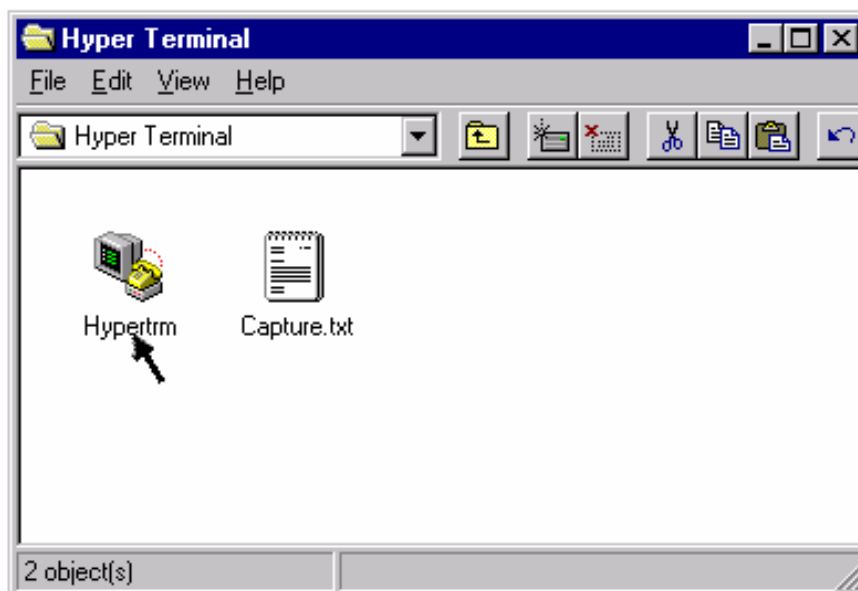 Hyper Terminal
File Edit View Help
Hyper Terminal
Hypertrm Capture.txt
2 object(s)